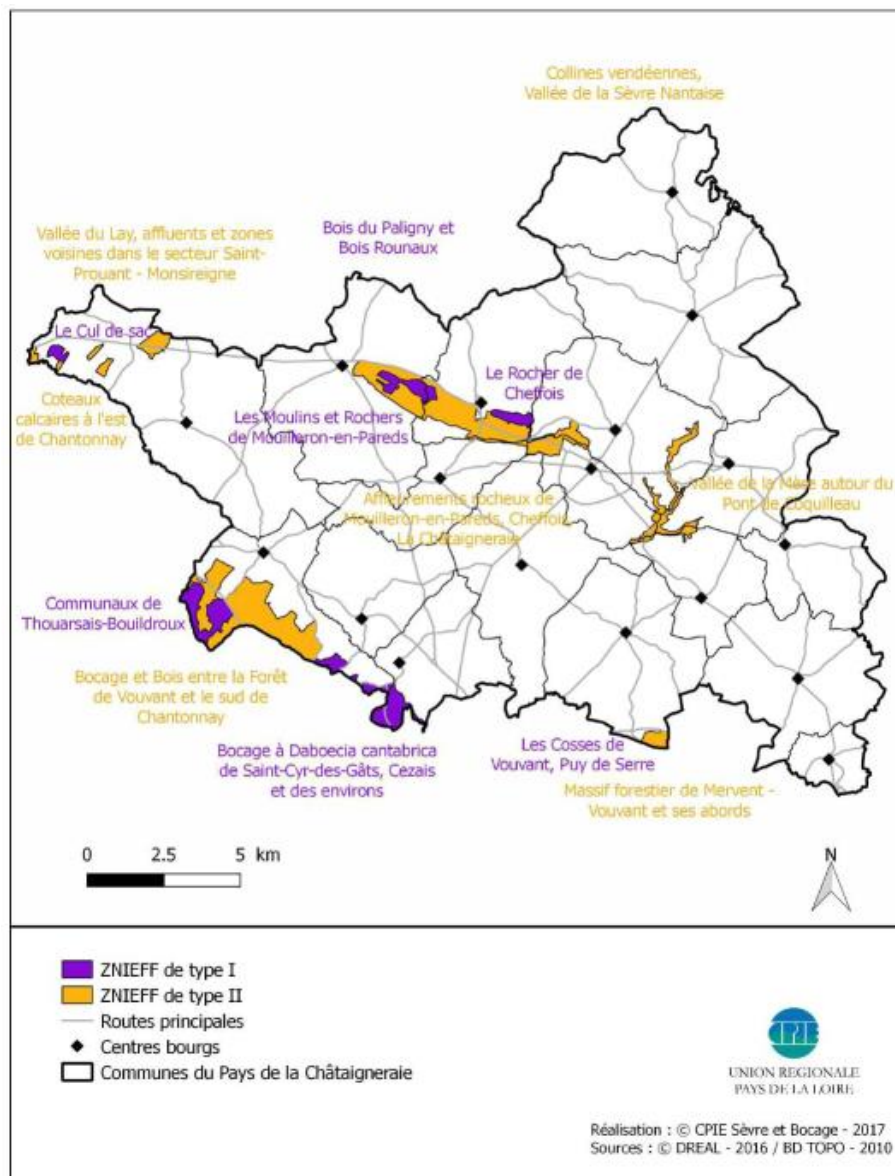 Collines vendéennes,
Vallée de la Sèvre Nantaise
Bois du Paligny et
Bois Rounaux
Vallée du Lay, affluents et zones
voisines dans le secteur Saint-
Prouant - Monsireigne
Le Cul de sac
Le Rocher de
Cheffois
Coteaux
calcaires à l'est
de Chantonnay
Les Moulins et Rochers
de Mouilleron-en-Pareds
Vallée de la Mère autour du
Pont de Coquilleau
Affleurements rocheux de
Mouilleron-en-Pareds, Cheffois,
La Châtaigneraie
Communaux de
Thouarsais-Bouildroux
Bocage et Bois entre la Forêt
de Vouvant et le sud de
Chantonnay
Bocage à Daboecia cantabrica
de Saint-Cyr-des-Gâts, Cezais
et des environs
Les Cosses de
Vouvant, Puy de Serre
Massif forestier de Mervent -
Vouvant et ses abords
0 2.5 5 km
N
ZNIEFF de type I
ZNIEFF de type II
Routes principales
Centres bourgs
Communes du Pays de la Châtaigneraie
CPIE
UNION REGIONALE
PAYS DE LA LOIRE
Réalisation : © CPIE Sèvre et Bocage - 2017
Sources : © DREAL - 2016 / BD TOPO - 2010